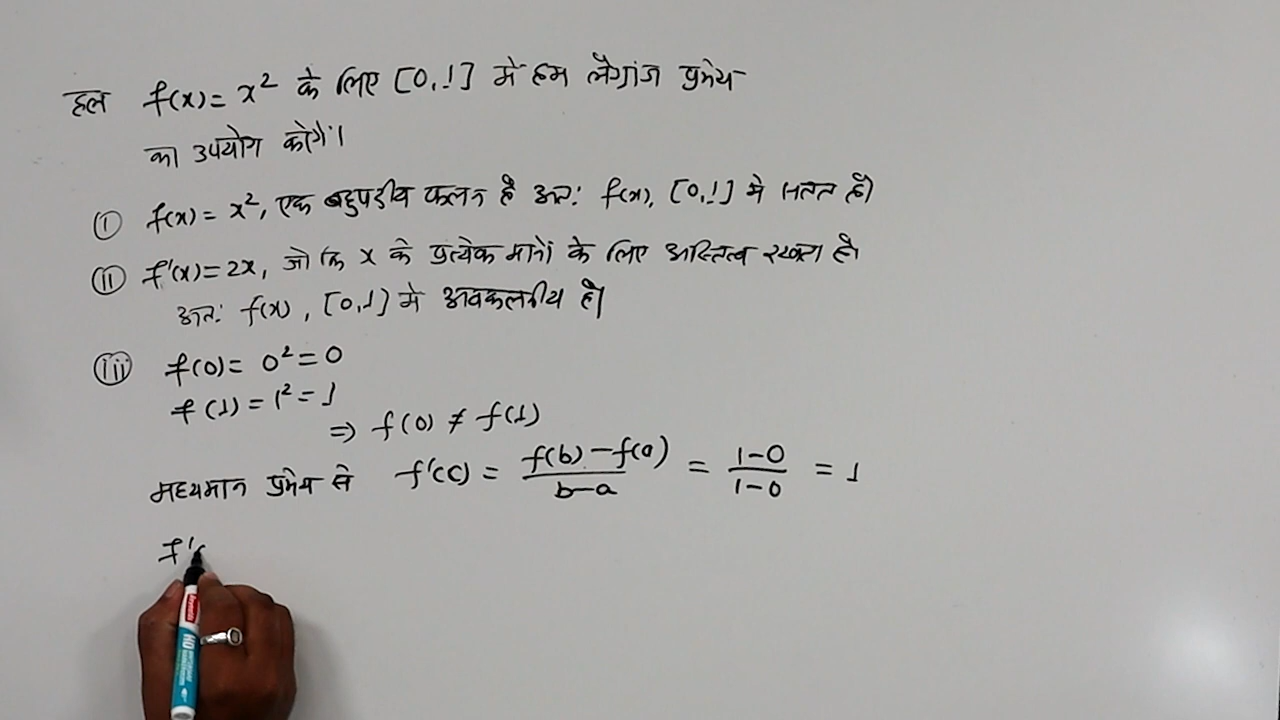 हल f(x) = x² के लिए [0,1] में हम लैग्रांज प्रमेय
का उपयोग करेंगे।
(i) f(x) = x², एक बहुपदीय फलन है अतः f(x), [0,1] मे सतत है।
(ii) f'(x) = 2x, जो कि x के प्रत्येक मानों के लिए अस्तित्व रखता है।
अतः f(x), [0,1] मे अवकलनीय है।
(iii) f(0) = 0² = 0
f(1) = 1² = 1
⇒ f(0) ≠ f(1)
मध्यमान प्रमेय से f'(c) = f(b)-f(a) / b-a = 1-0 / 1-0 = 1
f'(